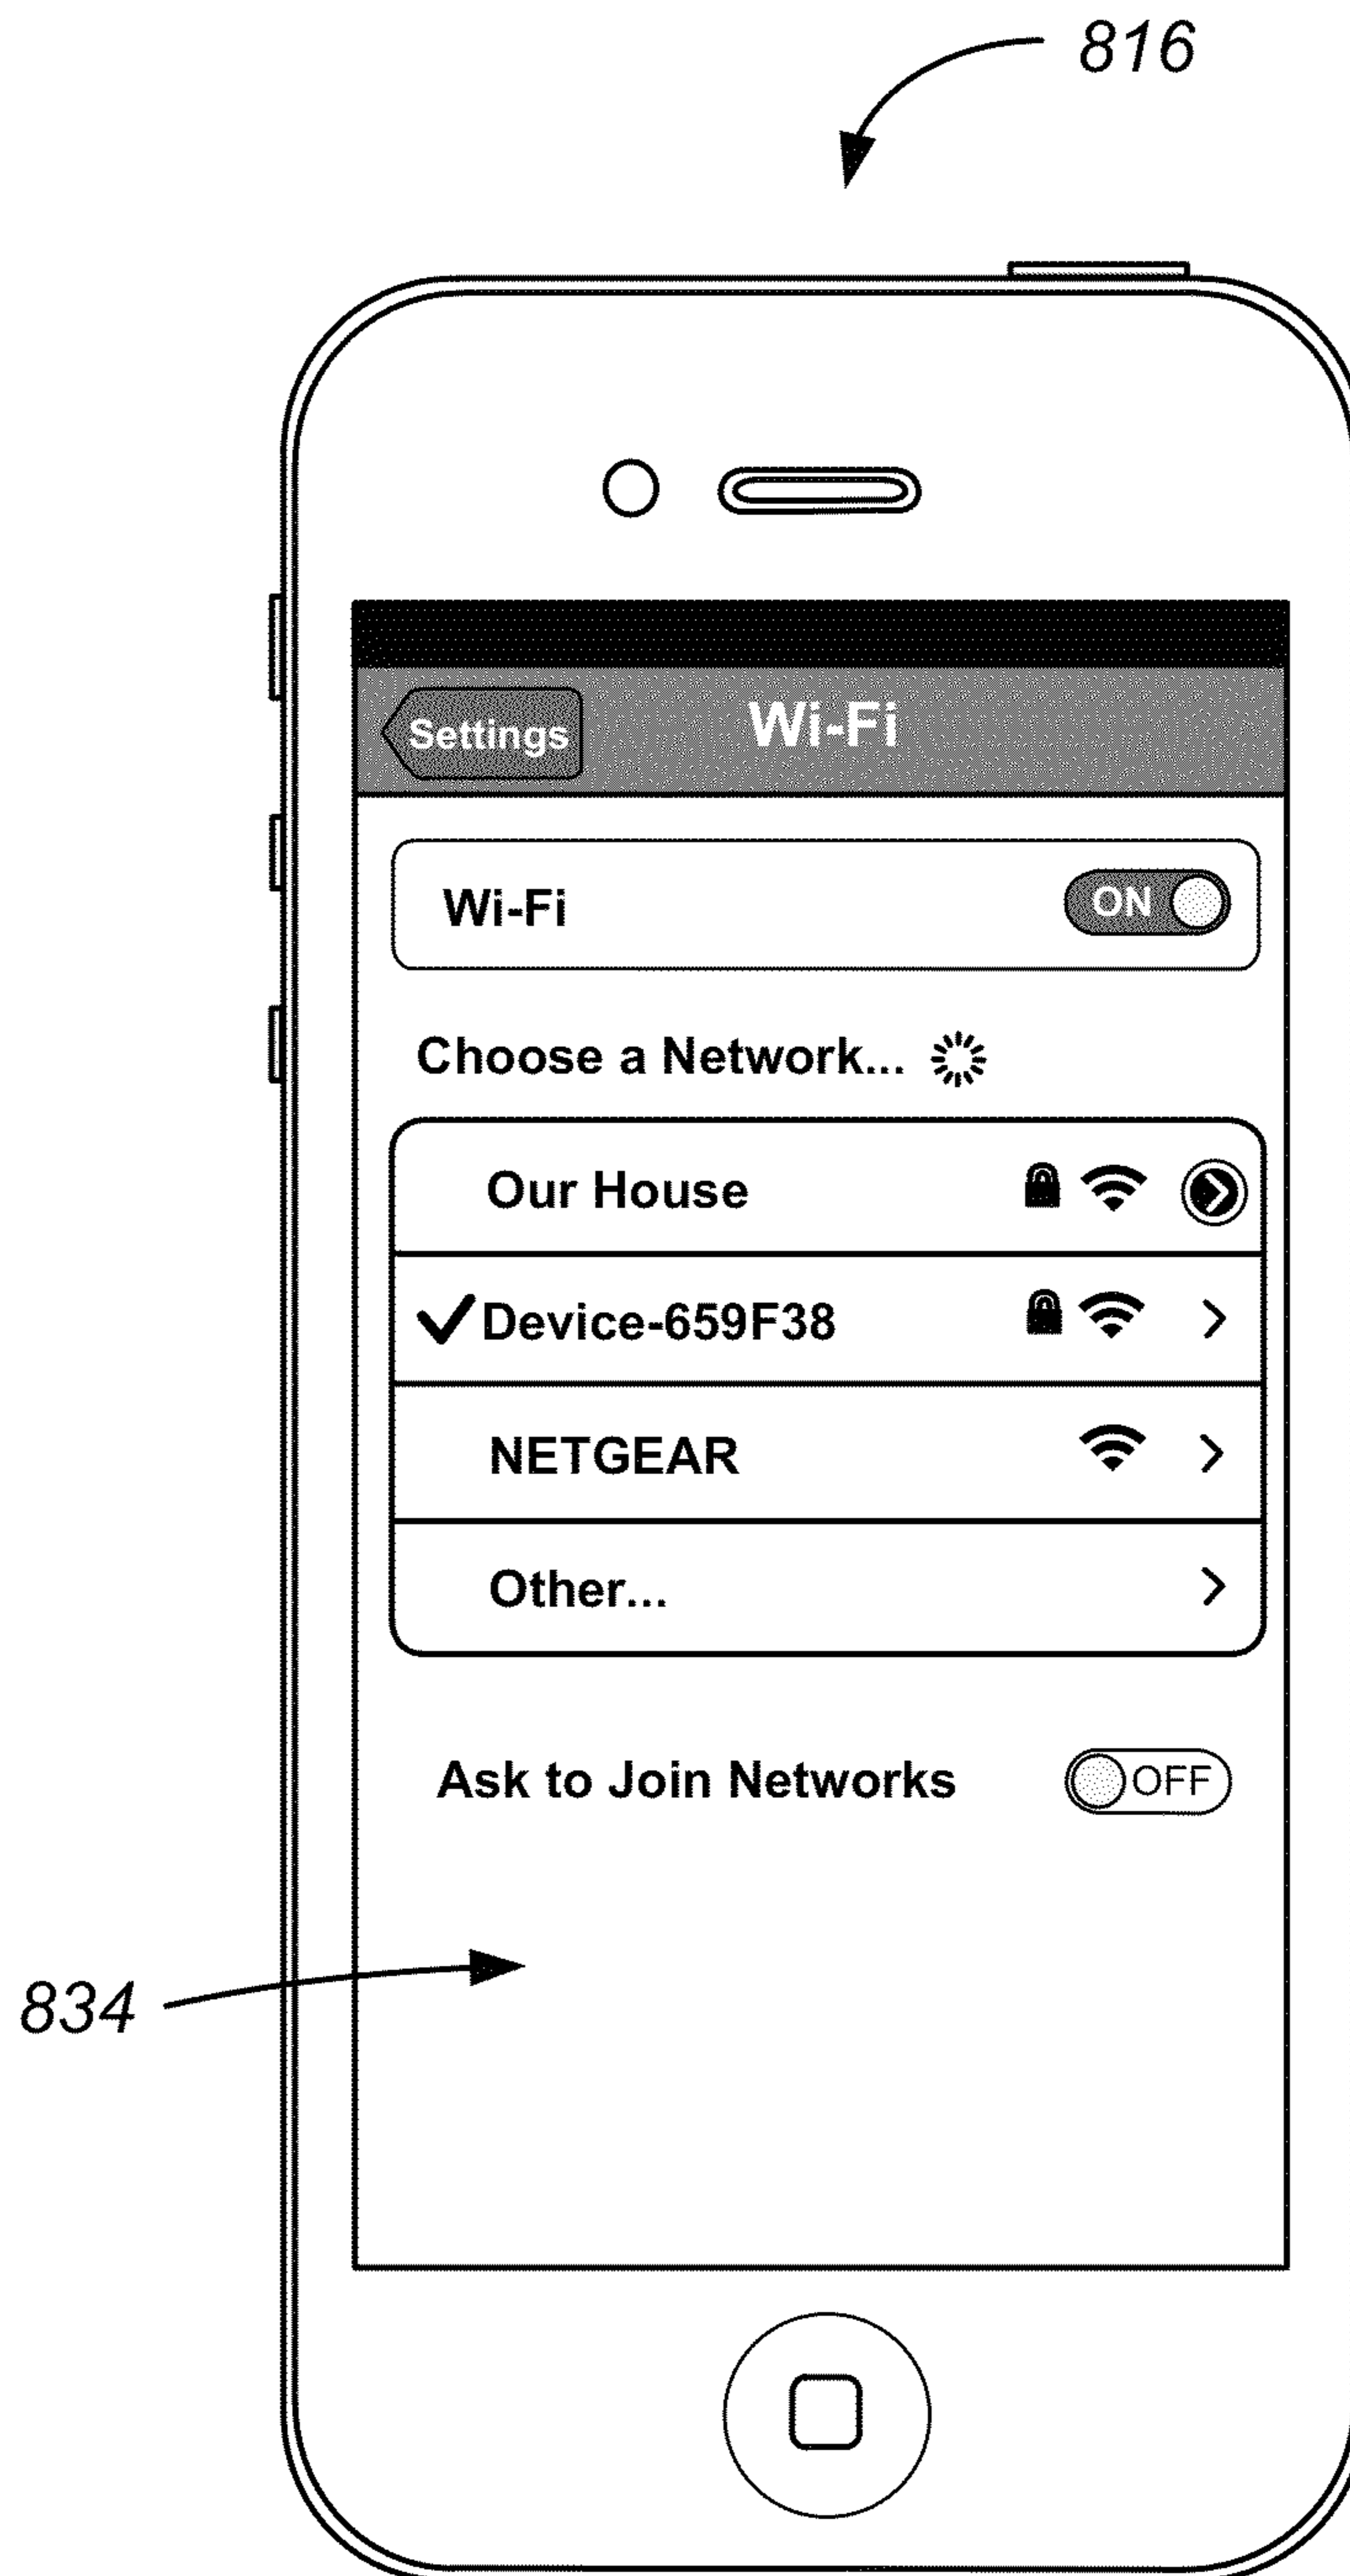 816
Settings Wi-Fi
Wi-Fi ON
Choose a Network...
Our House
Device-659F38
NETGEAR
Other...
Ask to Join Networks OFF
834